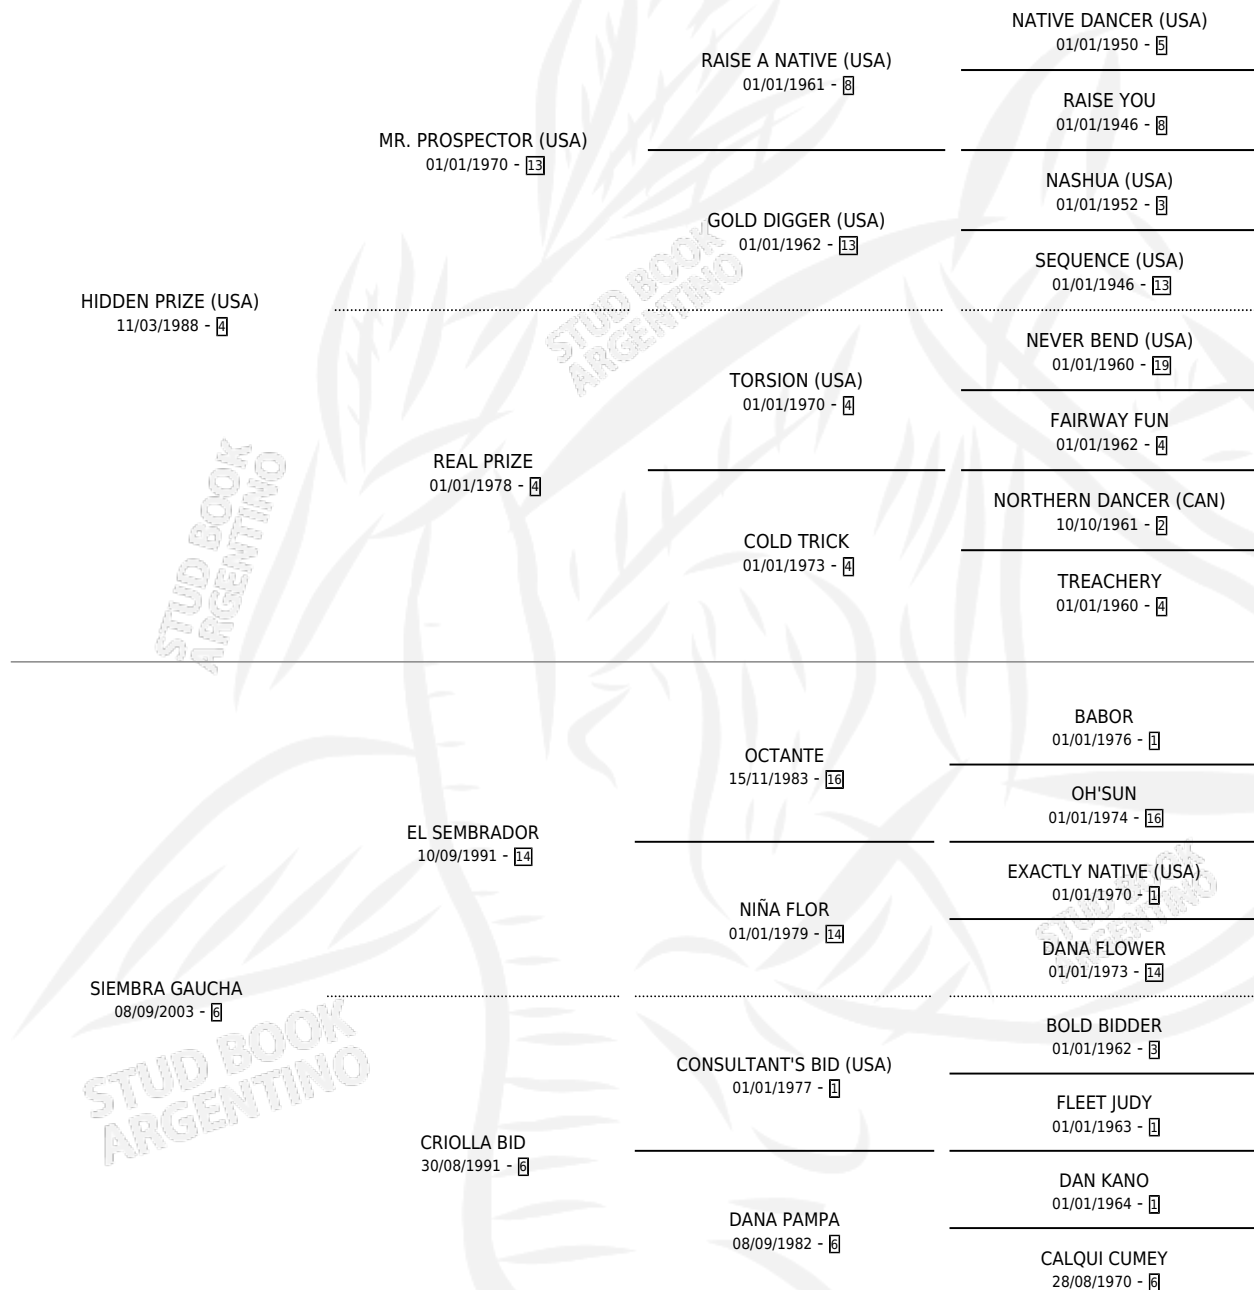 NATIVE DANCER (USA)
01/01/1950 - 5
RAISE A NATIVE (USA)
01/01/1961 - 8
RAISE YOU
01/01/1946 - 8
MR. PROSPECTOR (USA)
01/01/1970 - 13
NASHUA (USA)
01/01/1952 - 3
GOLD DIGGER (USA)
01/01/1962 - 13
SEQUENCE (USA)
01/01/1946 - 13
HIDDEN PRIZE (USA)
11/03/1988 - 4
NEVER BEND (USA)
01/01/1960 - 19
TORSION (USA)
01/01/1970 - 4
FAIRWAY FUN
01/01/1962 - 4
REAL PRIZE
01/01/1978 - 4
NORTHERN DANCER (CAN)
10/10/1961 - 2
COLD TRICK
01/01/1973 - 4
TREACHERY
01/01/1960 - 4
BABOR
01/01/1976 - 1
OCTANTE
15/11/1983 - 16
OH'SUN
01/01/1974 - 16
EL SEMBRADOR
10/09/1991 - 14
EXACTLY NATIVE (USA)
01/01/1970 - 1
NIÑA FLOR
01/01/1979 - 14
DANA FLOWER
01/01/1973 - 14
SIEMBRA GAUCHA
08/09/2003 - 6
BOLD BIDDER
01/01/1962 - 3
CONSULTANT'S BID (USA)
01/01/1977 - 1
FLEET JUDY
01/01/1963 - 1
CRIOLLA BID
30/08/1991 - 6
DAN KANO
01/01/1964 - 1
DANA PAMPA
08/09/1982 - 6
CALQUI CUMEY
28/08/1970 - 6
STUD BOOK
ARGENTINO
STUD BOOK
ARGENTINO
STUD BOOK
ARGENTINO
STUD BOOK
ARGENTINO